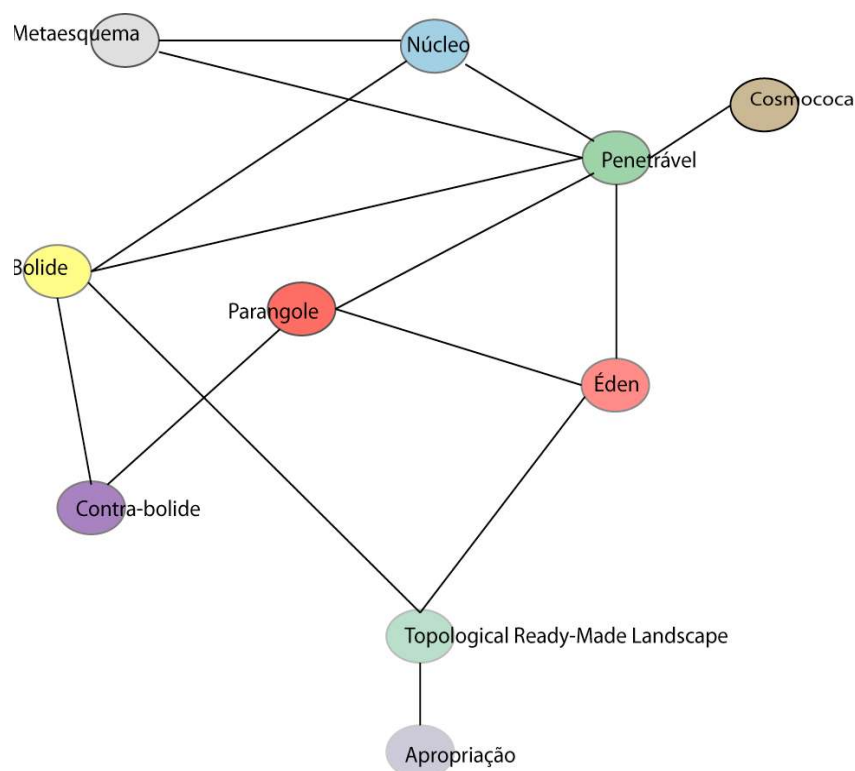 Metaesquema
Núcleo
Cosmococa
Penetrável
Bolide
Parangole
Éden
Contra-bolide
Topological Ready-Made Landscape
Apropriação